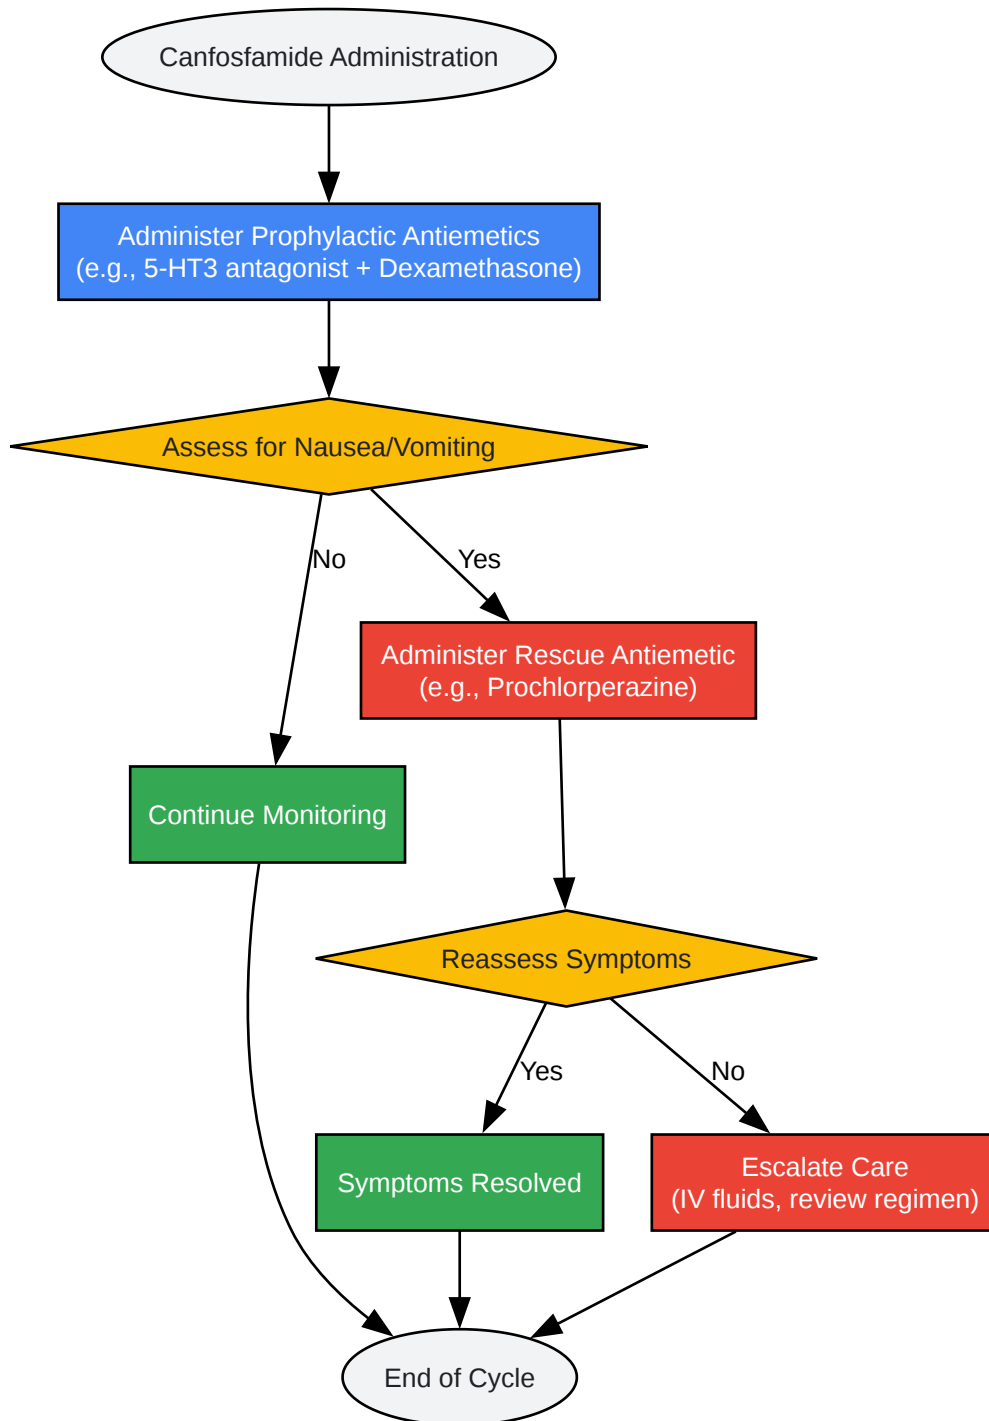 Canfosfamide Administration
Administer Prophylactic Antiemetics
(e.g., 5-HT3 antagonist + Dexamethasone)
Assess for Nausea/Vomiting
No
Yes
Administer Rescue Antiemetic
(e.g., Prochlorperazine)
Continue Monitoring
Reassess Symptoms
Yes
No
Symptoms Resolved
Escalate Care
(IV fluids, review regimen)
End of Cycle